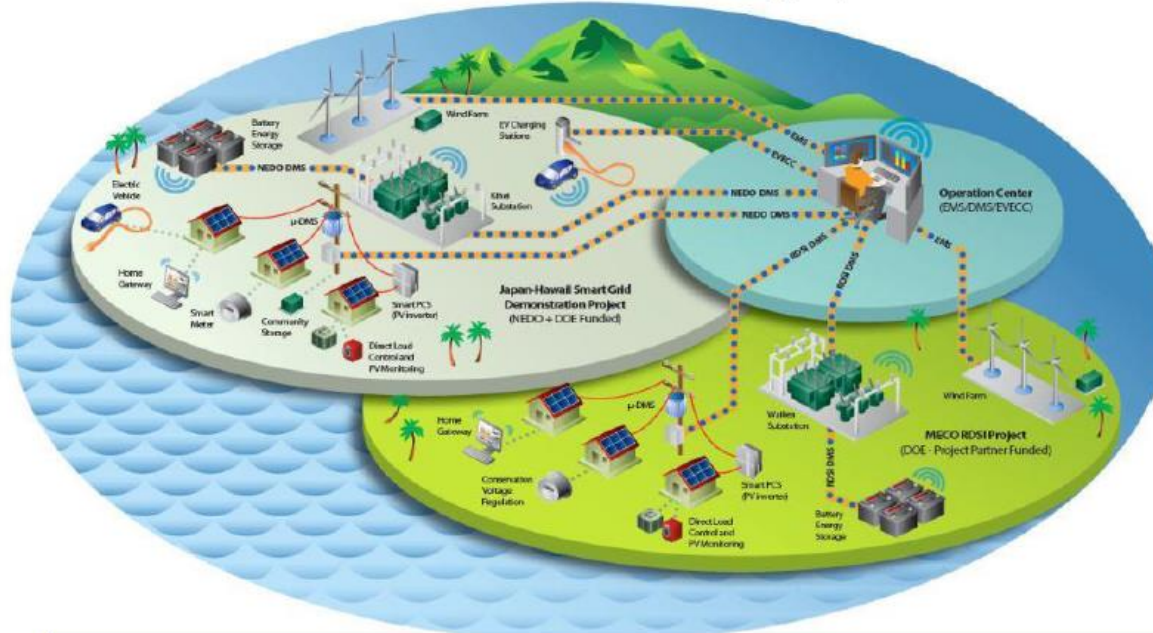 Battery
Energy
Storage
Wind Farm
EV Charging
Stations
EMS
EVECC
NEDO DMS
Electric
Vehicle
Kihei
Substation
NEDO DMS
NEDO DMS
Operation Center
(EMS/DMS/EVECC)
μ-DMS
RDSI DMS
RDSI DMS
EMS
Home
Gateway
Smart
Meter
Community
Storage
Smart PCS
(PV inverter)
Japan-Hawaii Smart Grid
Demonstration Project
(NEDO + DOE Funded)
Direct Load
Control and
PV Monitoring
μ-DMS
Home
Gateway
Conservation
Voltage
Regulation
Smart PCS
(PV inverter)
Direct Load
Control and
PV Monitoring
Substation
Wind Farm
MECO RDSI Project
(DOE - Project Partner Funded)
RDSI DMS
Battery
Energy
Storage